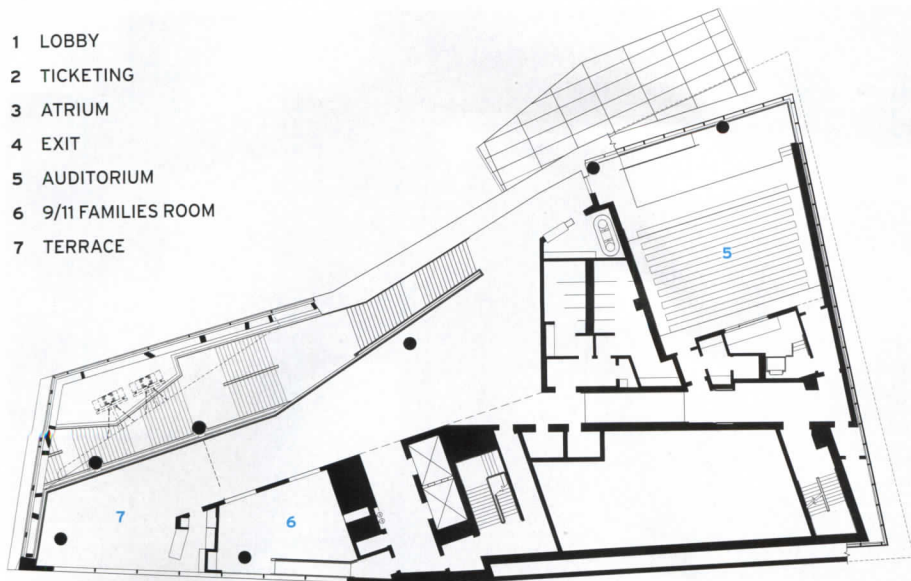 1 LOBBY
2 TICKETING
3 ATRIUM
4 EXIT
5 AUDITORIUM
6 9/11 FAMILIES ROOM
7 TERRACE
5
7
6